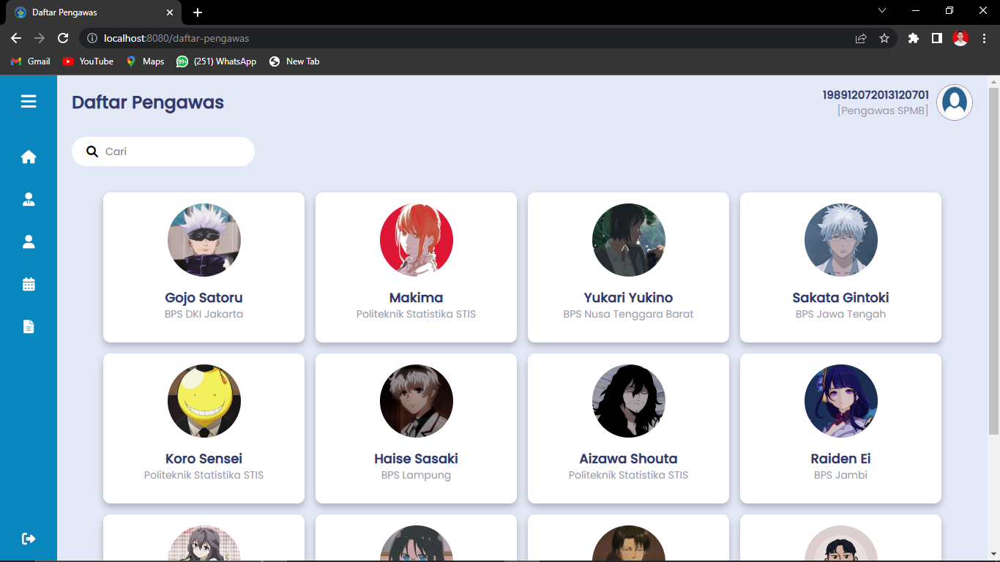 Daftar Pengawas
localhost:8080/daftar-pengawas
Gmail
YouTube
Maps
99+
(251) WhatsApp
New Tab
Daftar Pengawas
198912072013120701
[Pengawas SPMB]
Cari
Gojo Satoru
BPS DKI Jakarta
Makima
Politeknik Statistika STIS
Yukari Yukino
BPS Nusa Tenggara Barat
Sakata Gintoki
BPS Jawa Tengah
Koro Sensei
Politeknik Statistika STIS
Haise Sasaki
BPS Lampung
Aizawa Shouta
Politeknik Statistika STIS
Raiden Ei
BPS Jambi